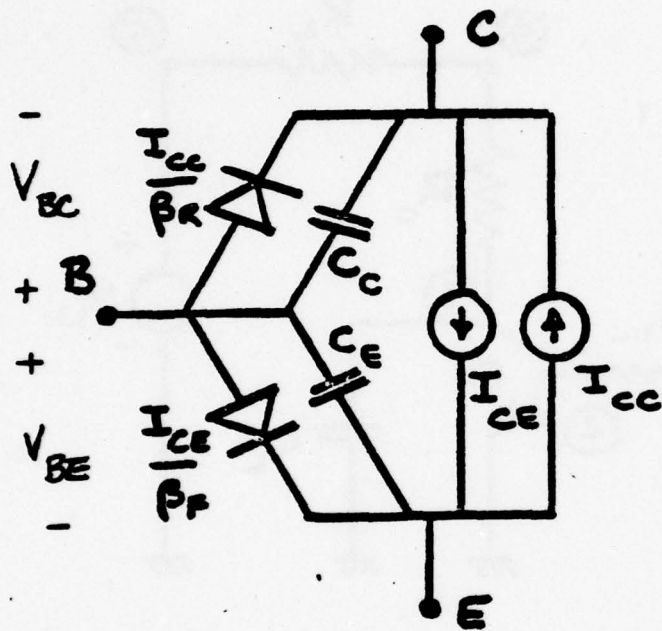 C
−
I_CC
β_R
V_BC
C_C
+
B
+
C_E
I_CE
I_CC
I_CE
β_F
V_BE
−
E